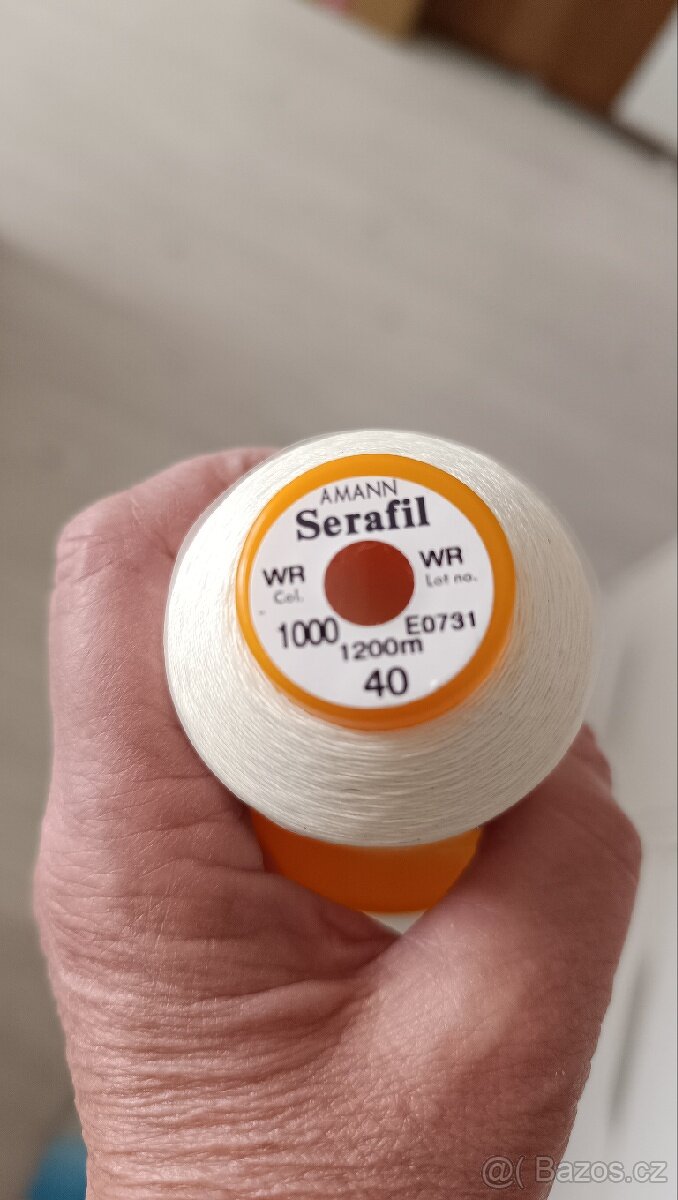 AMANN
Serafil
WR WR
Col. Lot no.
1000 E0731
1200m
40
@( Bazos.cz